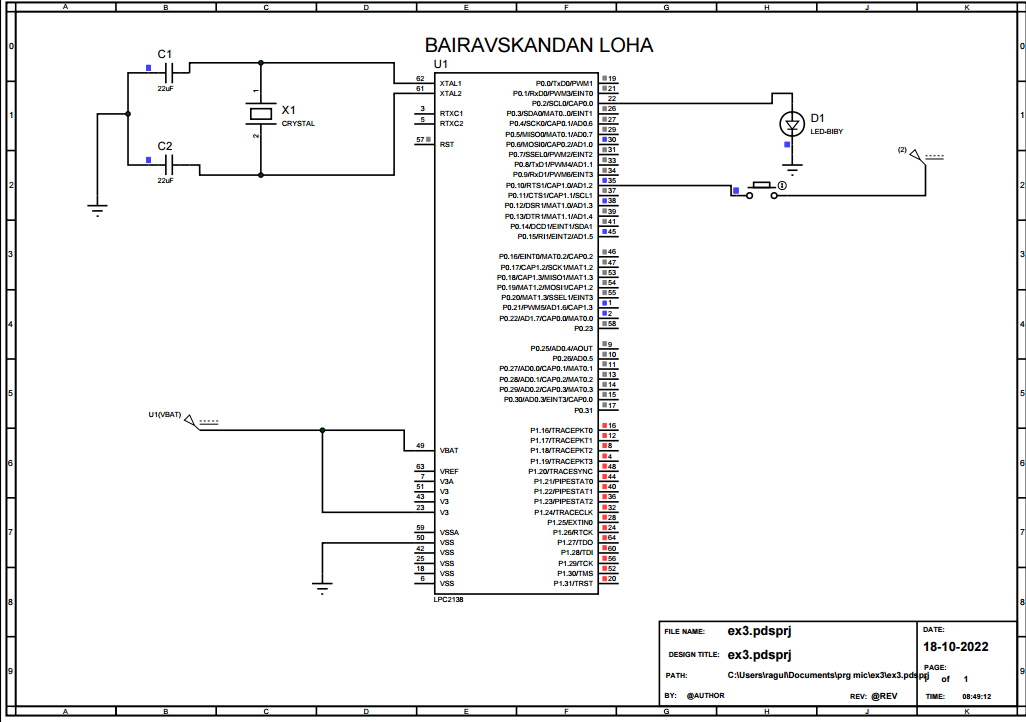 A B C D E F G H J K
BAIRAVSKANDAN LOHA
U1
C1
22uF
C2
22uF
X1
CRYSTAL
1
2
D1
LED-BIBY
(2)
U1(VBAT)
62 XTAL1
61 XTAL2
3 RTXC1
5 RTXC2
57 RST
49 VBAT
63 VREF
7 V3A
51 V3
43 V3
23 V3
59 VSSA
50 VSS
42 VSS
25 VSS
18 VSS
6 VSS
P0.0/TxD0/PWM1 19
P0.1/RxD0/PWM3/EINT0 21
P0.2/SCL0/CAP0.0 22
P0.3/SDA0/MAT0.0/EINT1 26
P0.4/SCK0/CAP0.1/AD0.6 27
P0.5/MISO0/MAT0.1/AD0.7 29
P0.6/MOSI0/CAP0.2/AD1.0 30
P0.7/SSEL0/PWM2/EINT2 31
P0.8/TxD1/PWM4/AD1.1 33
P0.9/RxD1/PWM6/EINT3 34
P0.10/RTS1/CAP1.0/AD1.2 35
P0.11/CTS1/CAP1.1/SCL1 37
P0.12/DSR1/MAT1.0/AD1.3 38
P0.13/DTR1/MAT1.1/AD1.4 39
P0.14/DCD1/EINT1/SDA1 41
P0.15/RI1/EINT2/AD1.5 45
P0.16/EINT0/MAT0.2/CAP0.2 46
P0.17/CAP1.2/SCK1/MAT1.2 47
P0.18/CAP1.3/MISO1/MAT1.3 53
P0.19/MAT1.2/MOSI1/CAP1.2 54
P0.20/MAT1.3/SSEL1/EINT3 55
P0.21/PWM5/AD1.6/CAP1.3 1
P0.22/AD1.7/CAP0.0/MAT0.0 2
P0.23 58
P0.25/AD0.4/AOUT 9
P0.26/AD0.5 10
P0.27/AD0.0/CAP0.1/MAT0.1 11
P0.28/AD0.1/CAP0.2/MAT0.2 13
P0.29/AD0.2/CAP0.3/MAT0.3 14
P0.30/AD0.3/EINT3/CAP0.0 15
P0.31 17
P1.16/TRACEPKT0 16
P1.17/TRACEPKT1 12
P1.18/TRACEPKT2 8
P1.19/TRACEPKT3 4
P1.20/TRACESYNC 48
P1.21/PIPESTAT0 44
P1.22/PIPESTAT1 40
P1.23/PIPESTAT2 36
P1.24/TRACECLK 32
P1.25/EXTIN0 28
P1.26/RTCK 24
P1.27/TDO 64
P1.28/TDI 60
P1.29/TCK 56
P1.30/TMS 52
P1.31/TRST 20
LPC2138
0 0
1 1
2 2
3 3
4 4
5 5
6 6
7 7
8 8
9 9
FILE NAME: ex3.pdsprj
DESIGN TITLE: ex3.pdsprj
PATH: C:\Users\ragul\Documents\prg mic\ex3\ex3.pdsprj
BY: @AUTHOR REV: @REV
DATE:
18-10-2022
PAGE:
1 of 1
TIME: 08:49:12
A B C D E F G H J K